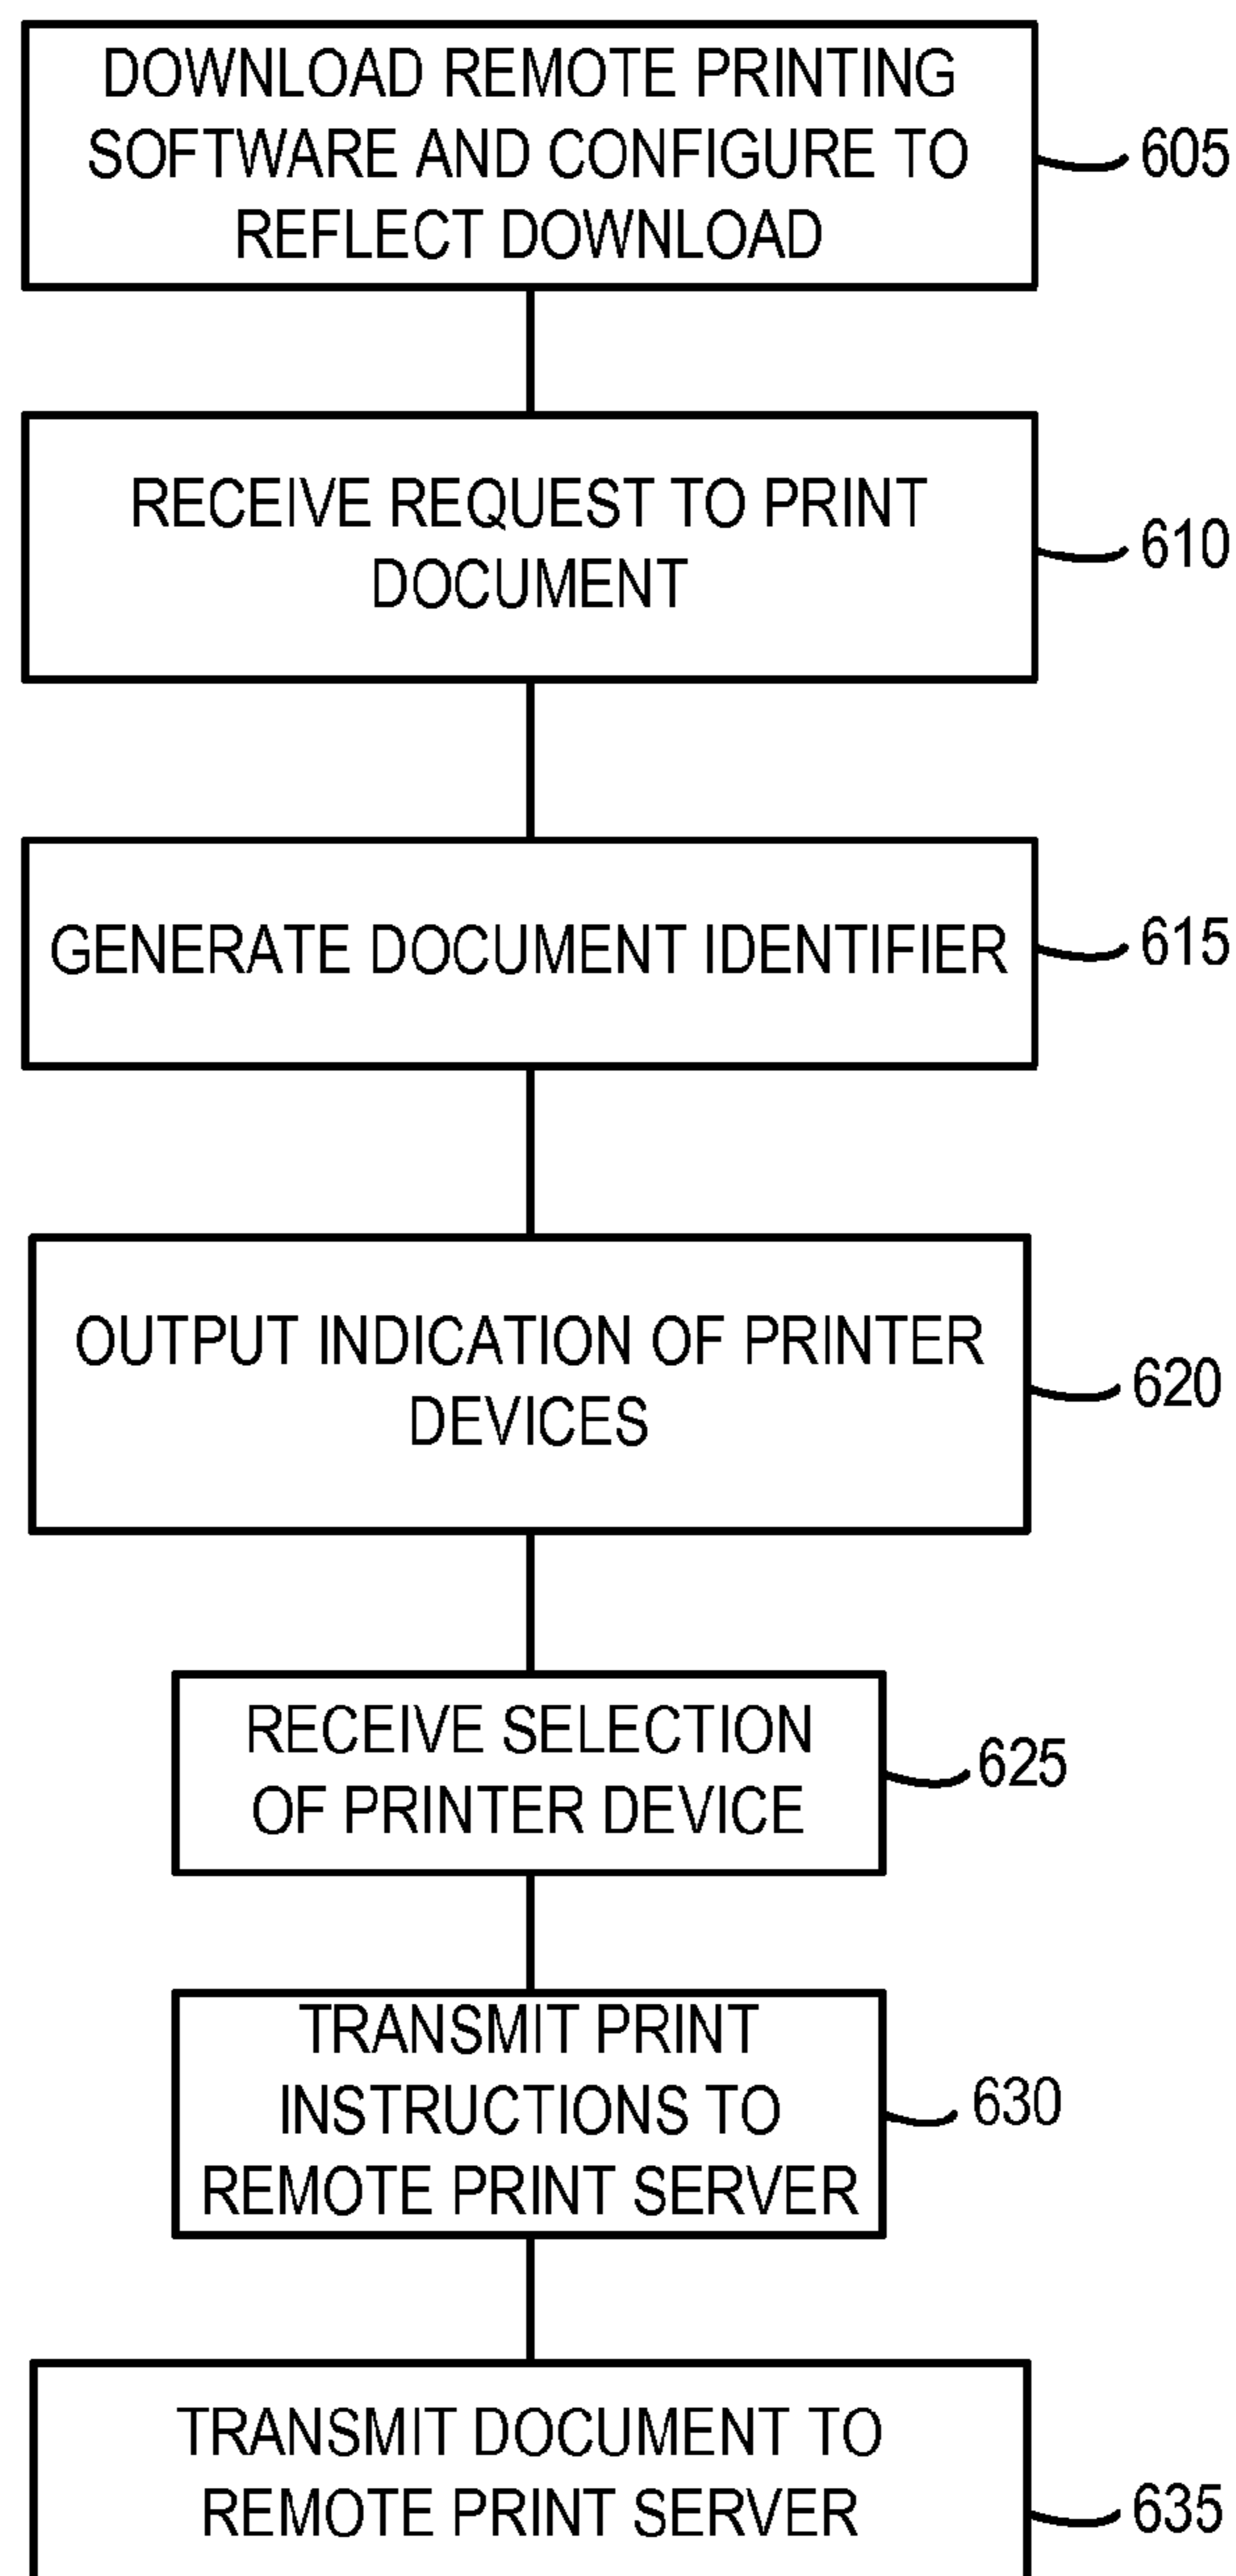 DOWNLOAD REMOTE PRINTING
SOFTWARE AND CONFIGURE TO
REFLECT DOWNLOAD
605
RECEIVE REQUEST TO PRINT
DOCUMENT
610
GENERATE DOCUMENT IDENTIFIER
615
OUTPUT INDICATION OF PRINTER
DEVICES
620
RECEIVE SELECTION
OF PRINTER DEVICE
625
TRANSMIT PRINT
INSTRUCTIONS TO
REMOTE PRINT SERVER
630
TRANSMIT DOCUMENT TO
REMOTE PRINT SERVER
635